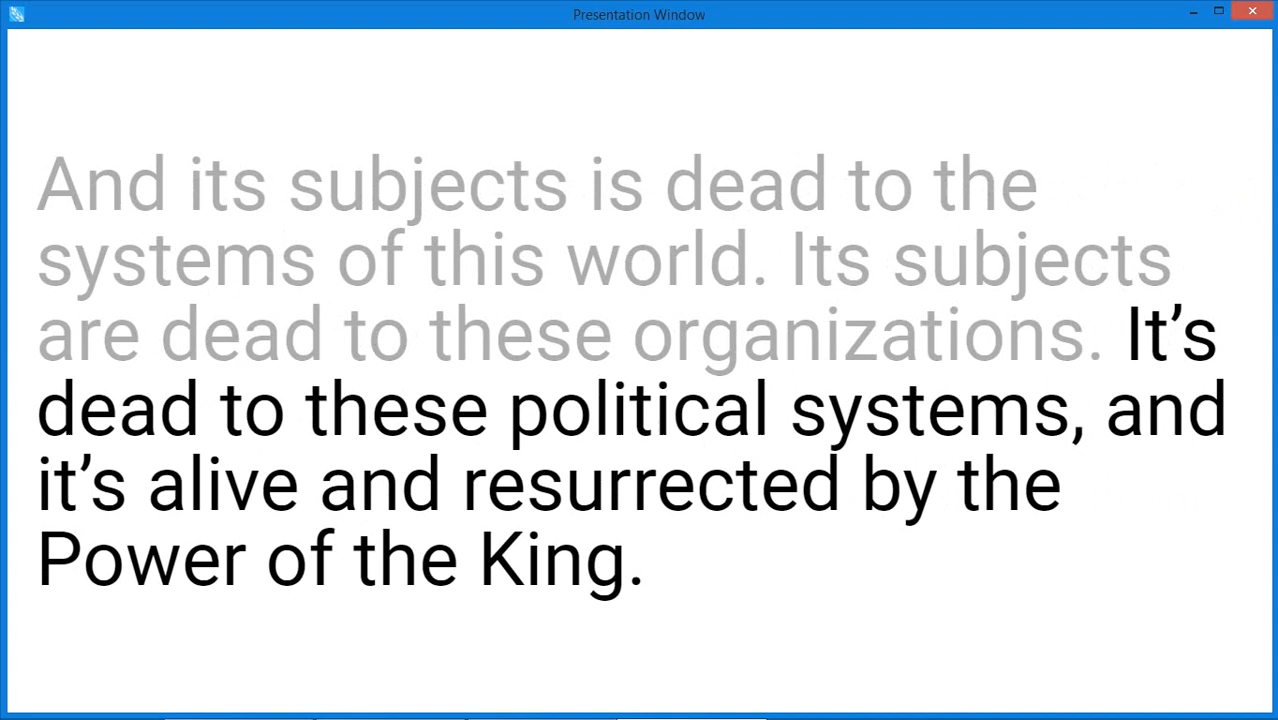 Presentation Window
And its subjects is dead to the
systems of this world. Its subjects
are dead to these organizations. It’s
dead to these political systems, and
it’s alive and resurrected by the
Power of the King.